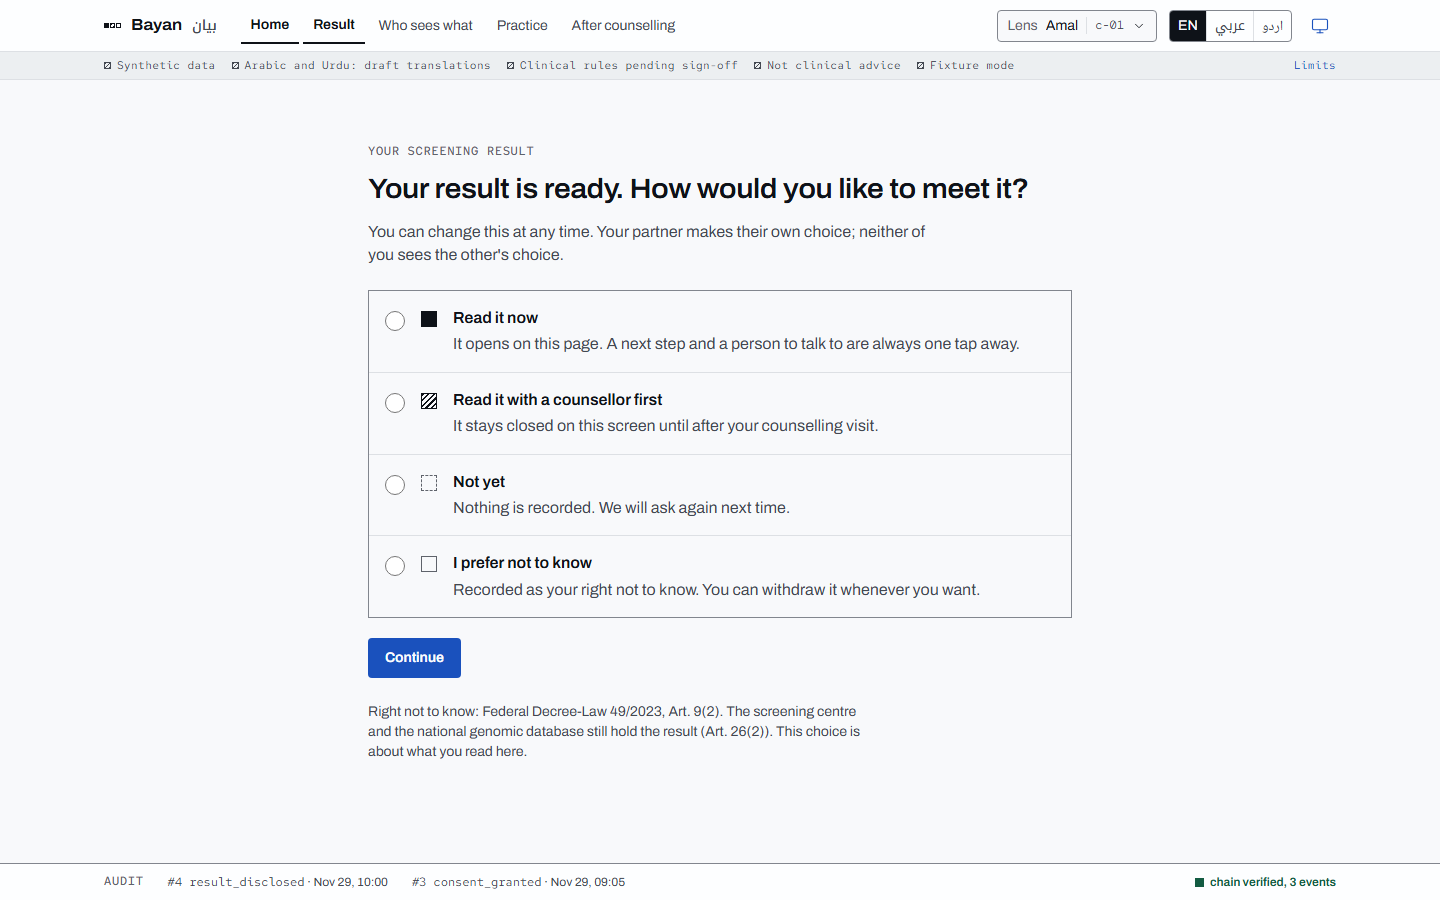 Bayan بيان Home Result Who sees what Practice After counselling Lens Amal c-01 EN عربي اردو
Synthetic data Arabic and Urdu: draft translations Clinical rules pending sign-off Not clinical advice Fixture mode Limits
YOUR SCREENING RESULT
Your result is ready. How would you like to meet it?
You can change this at any time. Your partner makes their own choice; neither of
you sees the other's choice.
Read it now
It opens on this page. A next step and a person to talk to are always one tap away.
Read it with a counsellor first
It stays closed on this screen until after your counselling visit.
Not yet
Nothing is recorded. We will ask again next time.
I prefer not to know
Recorded as your right not to know. You can withdraw it whenever you want.
Continue
Right not to know: Federal Decree-Law 49/2023, Art. 9(2). The screening centre
and the national genomic database still hold the result (Art. 26(2)). This choice is
about what you read here.
AUDIT #4 result_disclosed · Nov 29, 10:00 #3 consent_granted · Nov 29, 09:05 chain verified, 3 events